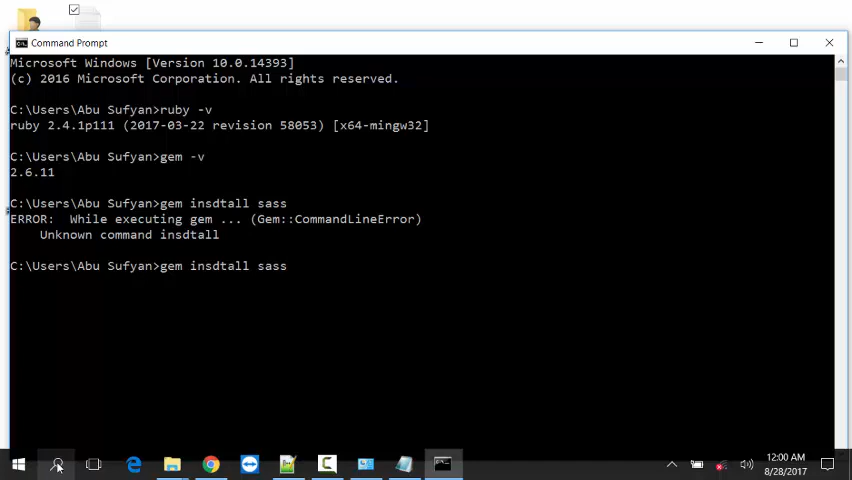 Command Prompt
Microsoft Windows [Version 10.0.14393]
(c) 2016 Microsoft Corporation. All rights reserved.
C:\Users\Abu Sufyan>ruby -v
ruby 2.4.1p111 (2017-03-22 revision 58053) [x64-mingw32]
C:\Users\Abu Sufyan>gem -v
2.6.11
C:\Users\Abu Sufyan>gem insdtall sass
ERROR:  While executing gem ... (Gem::CommandLineError)
    Unknown command insdtall
C:\Users\Abu Sufyan>gem insdtall sass
12:00 AM
8/28/2017